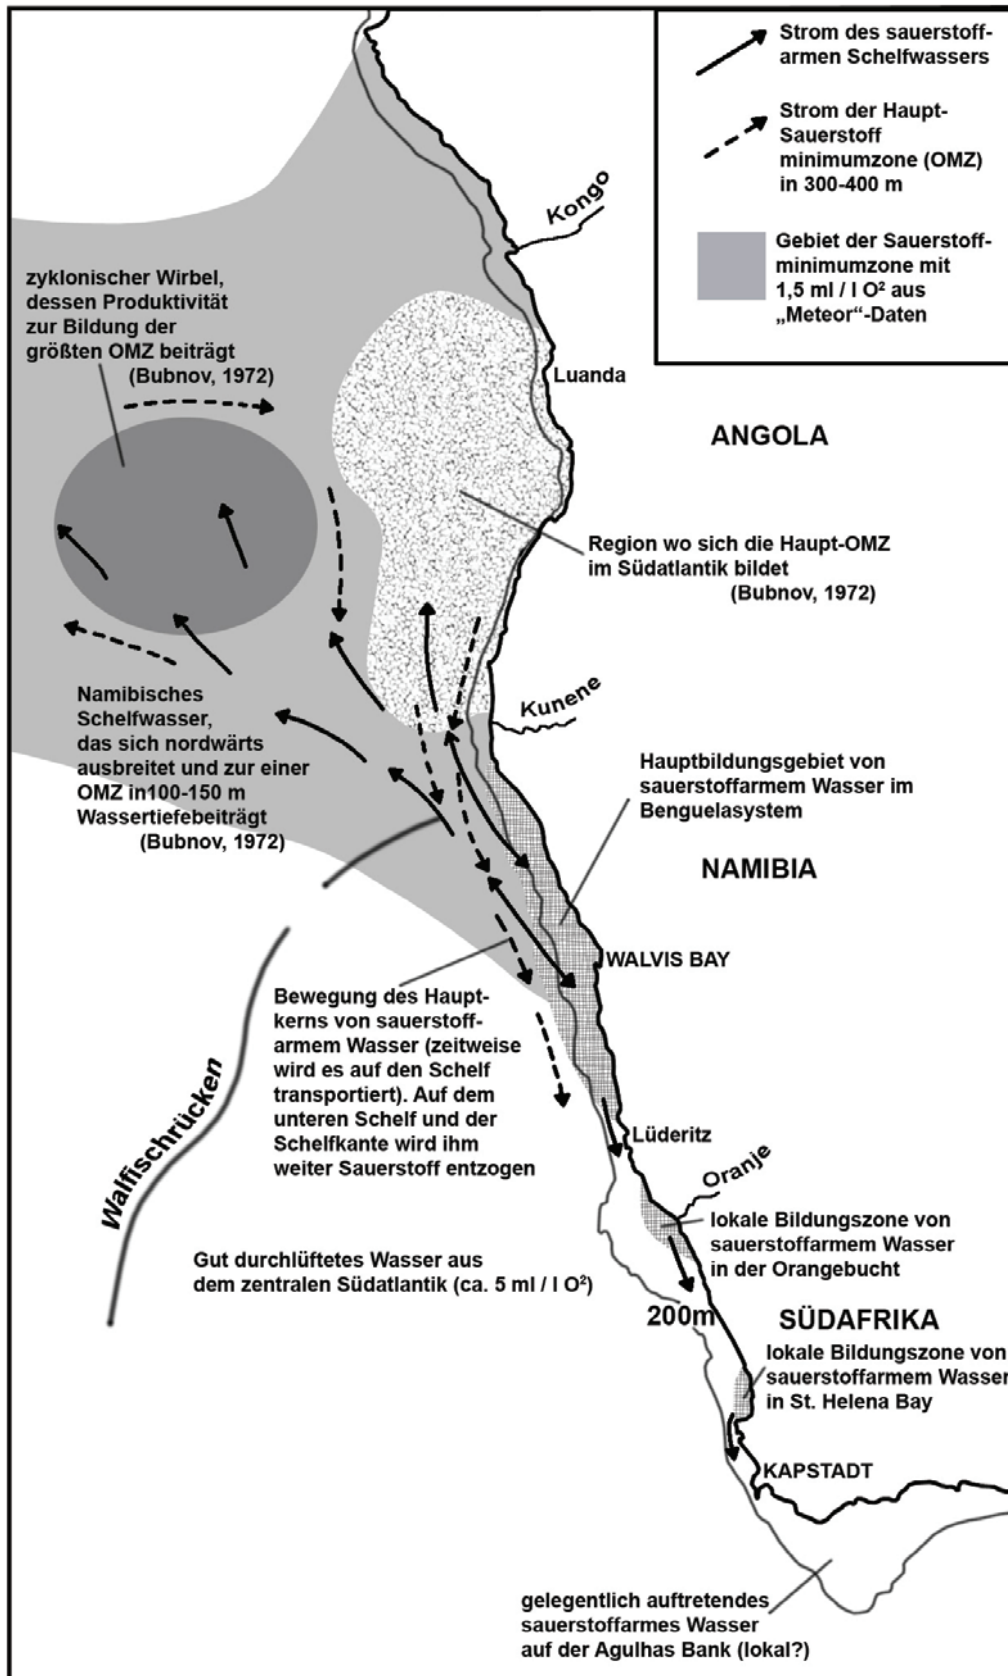 Strom des sauerstoff-
armen Schelfwassers
Strom der Haupt-
Sauerstoff
minimumzone (OMZ)
in 300-400 m
Gebiet der Sauerstoff-
minimumzone mit
1,5 ml / l O² aus
„Meteor“-Daten
Kongo
zyklonischer Wirbel,
dessen Produktivität
zur Bildung der
größten OMZ beiträgt
(Bubnov, 1972)
Luanda
ANGOLA
Region wo sich die Haupt-OMZ
im Südatlantik bildet
(Bubnov, 1972)
Kunene
Namibisches
Schelfwasser,
das sich nordwärts
ausbreitet und zur einer
OMZ in100-150 m
Wassertiefebeiträgt
(Bubnov, 1972)
Hauptbildungsgebiet von
sauerstoffarmem Wasser im
Benguelasystem
NAMIBIA
WALVIS BAY
Bewegung des Haupt-
kerns von sauerstoff-
armem Wasser (zeitweise
wird es auf den Schelf
transportiert). Auf dem
unteren Schelf und der
Schelfkante wird ihm
weiter Sauerstoff entzogen
Walfischrücken
Lüderitz
Oranje
lokale Bildungszone von
sauerstoffarmem Wasser
in der Orangebucht
Gut durchlüftetes Wasser aus
dem zentralen Südatlantik (ca. 5 ml / l O²)
200m
SÜDAFRIKA
lokale Bildungszone von
sauerstoffarmem Wasser
in St. Helena Bay
KAPSTADT
gelegentlich auftretendes
sauerstoffarmes Wasser
auf der Agulhas Bank (lokal?)